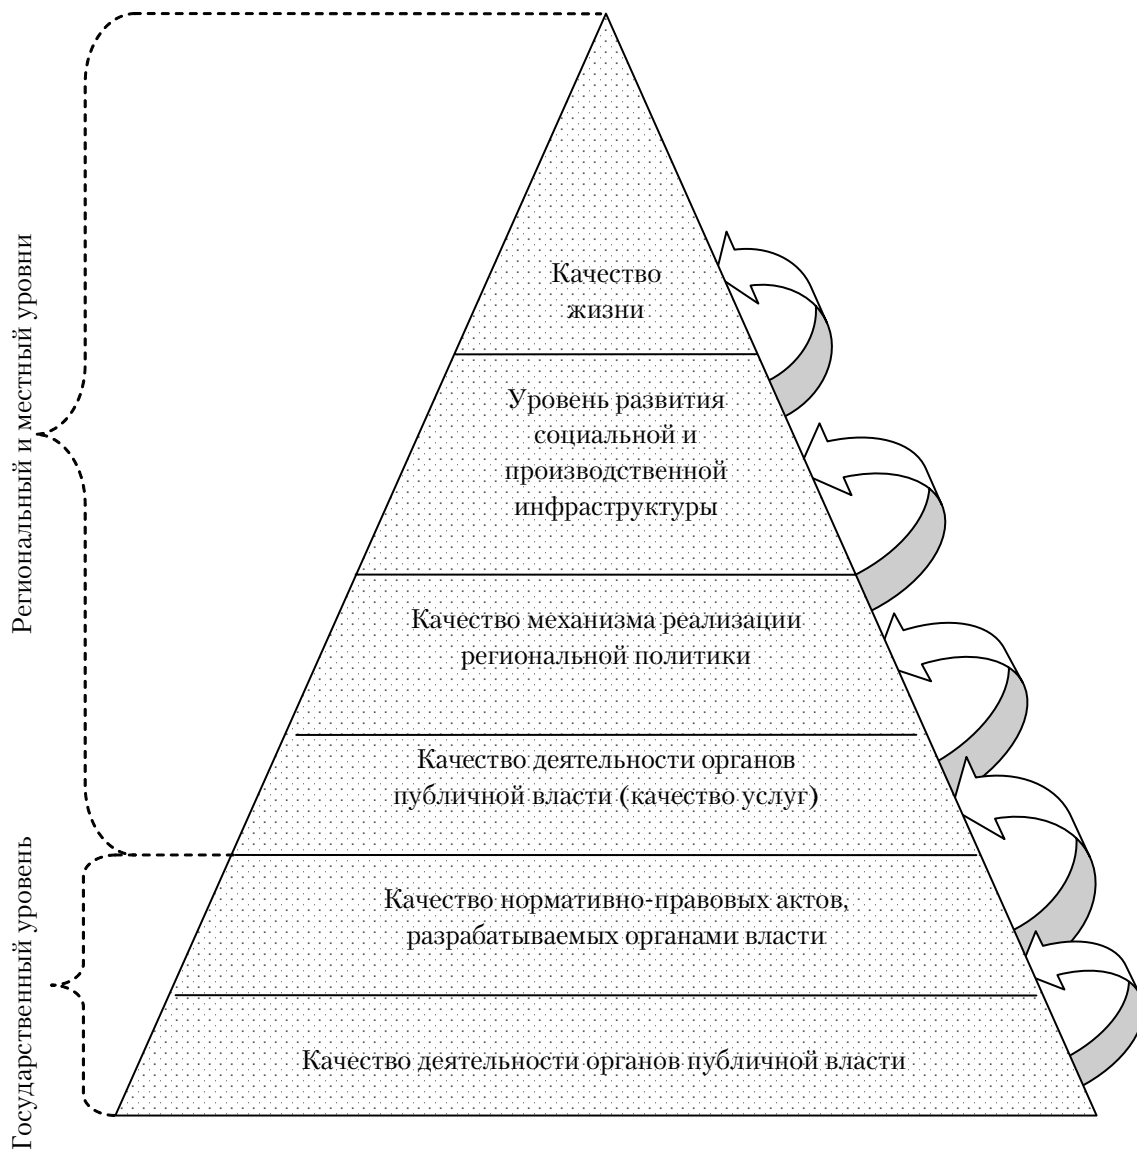 Региональный и местный уровни
Качество
жизни
Уровень развития
социальной и
производственной
инфраструктуры
Качество механизма реализации
региональной политики
Качество деятельности органов
публичной власти (качество услуг)
Государственный уровень
Качество нормативно-правовых актов,
разрабатываемых органами власти
Качество деятельности органов публичной власти